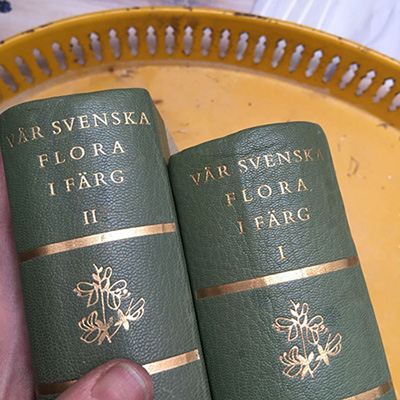 VÅR SVENSKA
FLORA
I FÄRG
II
VÅR SVENSKA
FLORA
I FÄRG
I